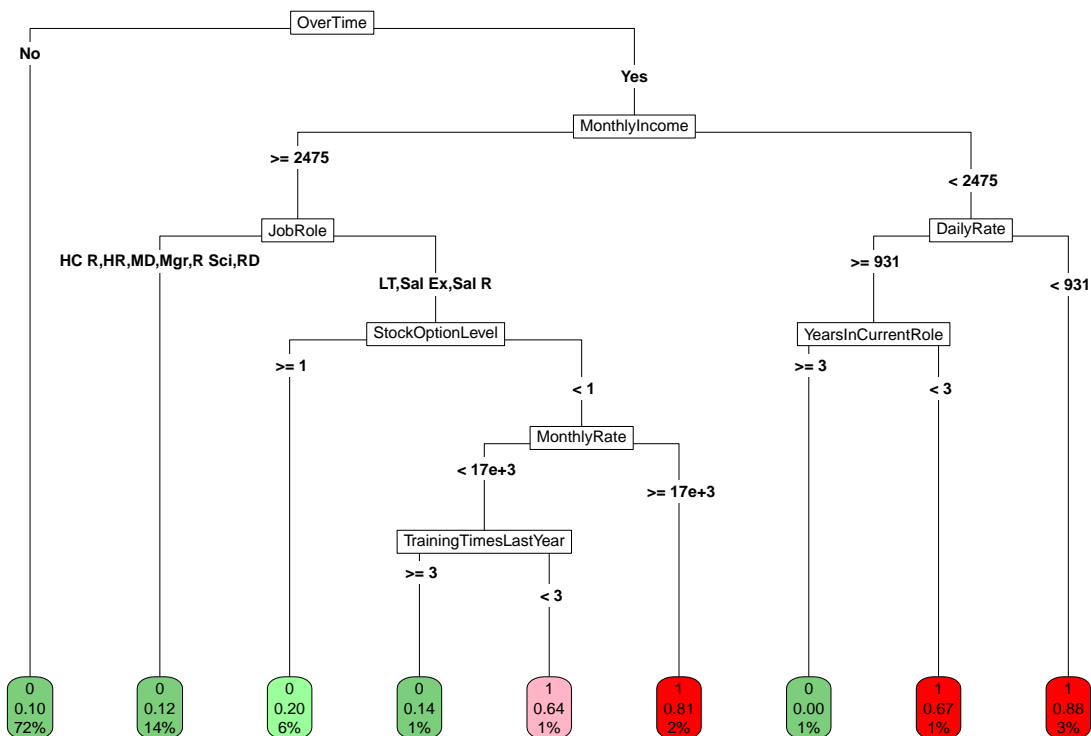 OverTime
No
Yes
MonthlyIncome
>= 2475
< 2475
JobRole
DailyRate
HC R,HR,MD,Mgr,R Sci,RD
LT,Sal Ex,Sal R
>= 931
< 931
StockOptionLevel
YearsInCurrentRole
>= 1
< 1
>= 3
< 3
MonthlyRate
< 17e+3
>= 17e+3
TrainingTimesLastYear
>= 3
< 3
0
0.10
72%
0
0.12
14%
0
0.20
6%
0
0.14
1%
1
0.64
1%
1
0.81
2%
0
0.00
1%
1
0.67
1%
1
0.88
3%